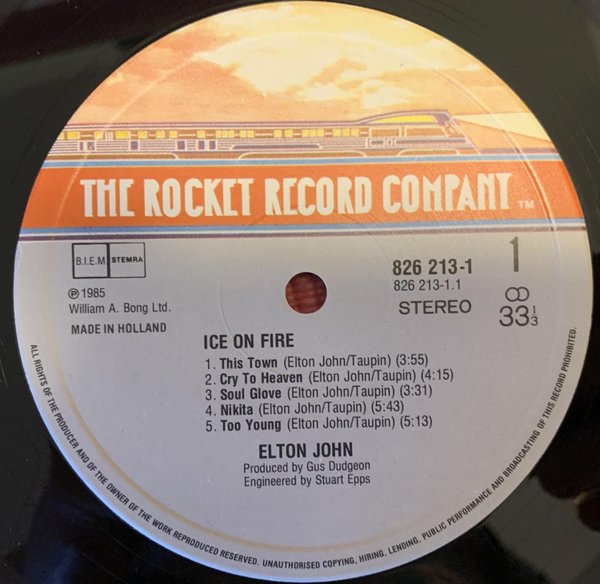 THE ROCKET RECORD COMPANY ™
B.I.E.M. STEMRA
℗ 1985
William A. Bong Ltd.
MADE IN HOLLAND
826 213-1
826 213-1.1
STEREO
1
33 1/3
ICE ON FIRE
1. This Town (Elton John/Taupin) (3:55)
2. Cry To Heaven (Elton John/Taupin) (4:15)
3. Soul Glove (Elton John/Taupin) (3:31)
4. Nikita (Elton John/Taupin) (5:43)
5. Too Young (Elton John/Taupin) (5:13)
ELTON JOHN
Produced by Gus Dudgeon
Engineered by Stuart Epps
ALL RIGHTS OF THE PRODUCER AND OF THE OWNER OF THE WORK REPRODUCED RESERVED. UNAUTHORISED COPYING, HIRING, LENDING, PUBLIC PERFORMANCE AND BROADCASTING OF THIS RECORD PROHIBITED.